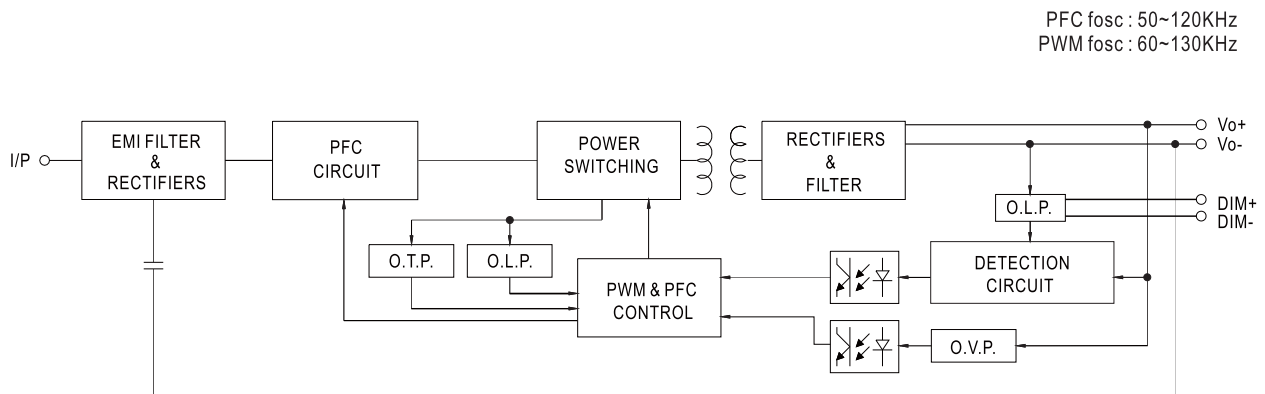 PFC fosc : 50~120KHz
PWM fosc : 60~130KHz
I/P
EMI FILTER
&
RECTIFIERS
PFC
CIRCUIT
POWER
SWITCHING
RECTIFIERS
&
FILTER
Vo+
Vo-
O.L.P.
DIM+
DIM-
O.T.P.
O.L.P.
PWM & PFC
CONTROL
DETECTION
CIRCUIT
O.V.P.